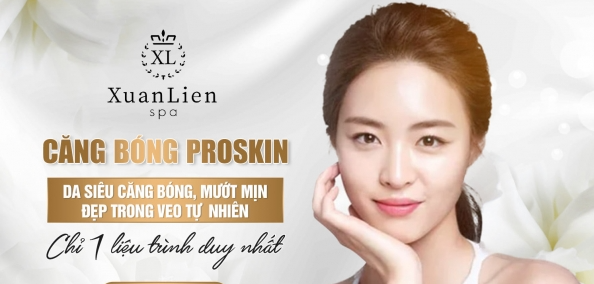 XL
XuanLien
spa
CĂNG BÓNG PROSKIN
DA SIÊU CĂNG BÓNG, MƯỚT MỊN
ĐẸP TRONG VEO TỰ NHIÊN
Chỉ 1 liệu trình duy nhất